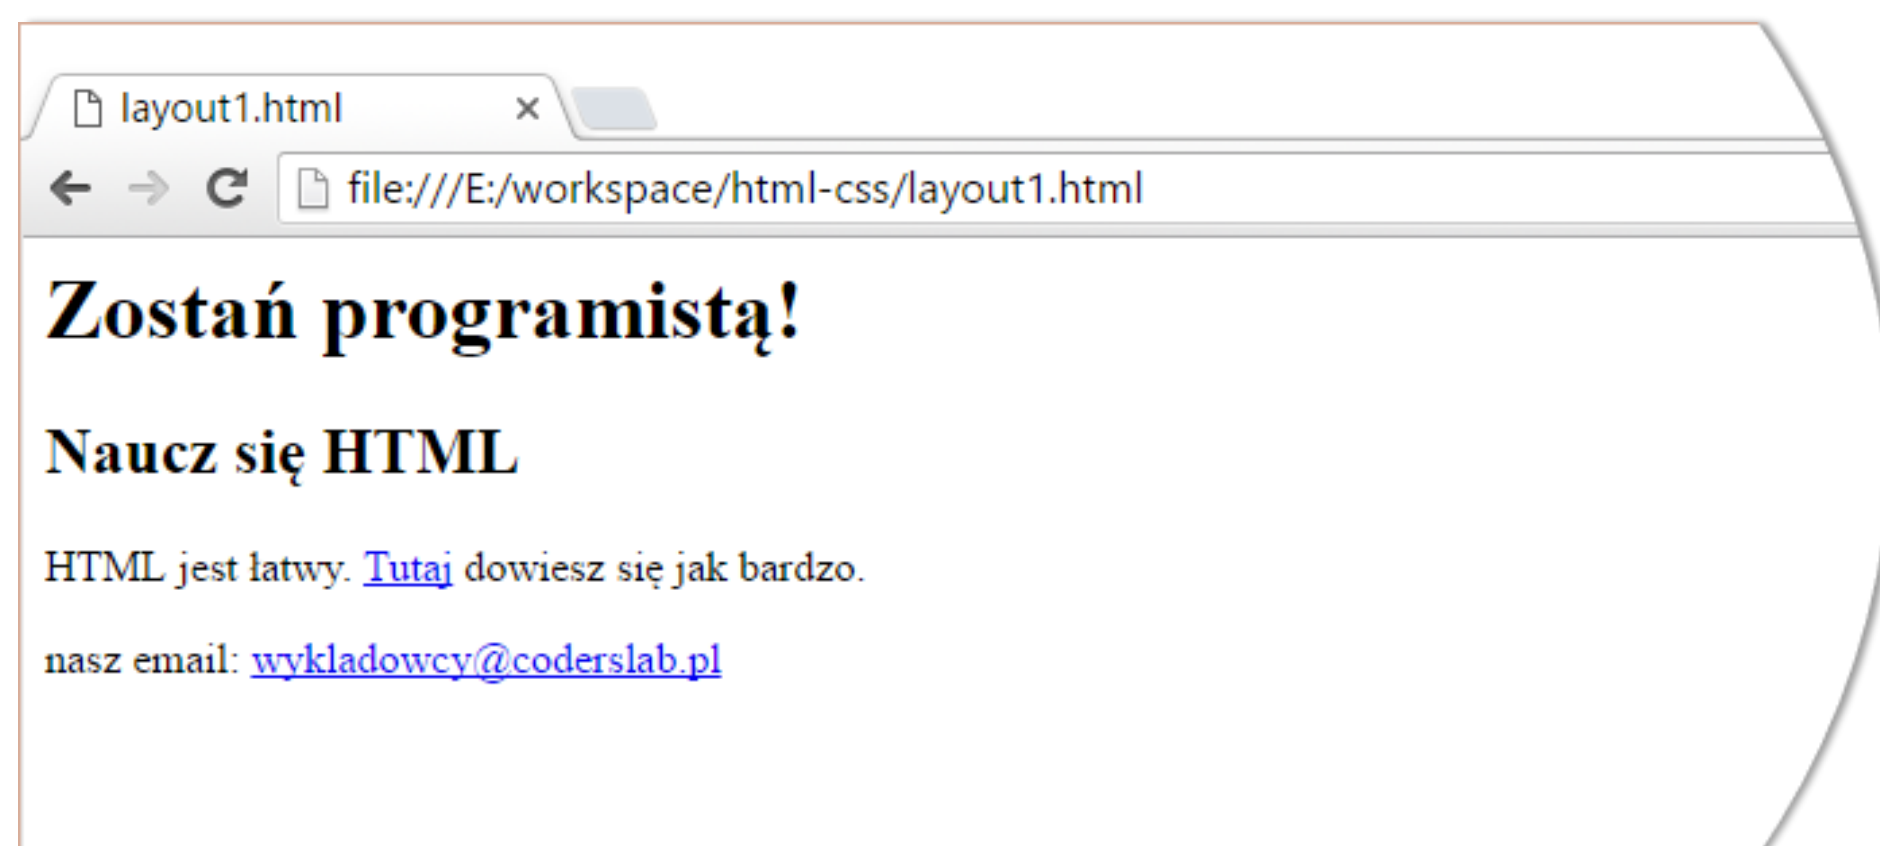 layout1.html
file:///E:/workspace/html-css/layout1.html
Zostań programistą!
Naucz się HTML
HTML jest łatwy. Tutaj dowiesz się jak bardzo.
nasz email: wykladowcy@coderslab.pl